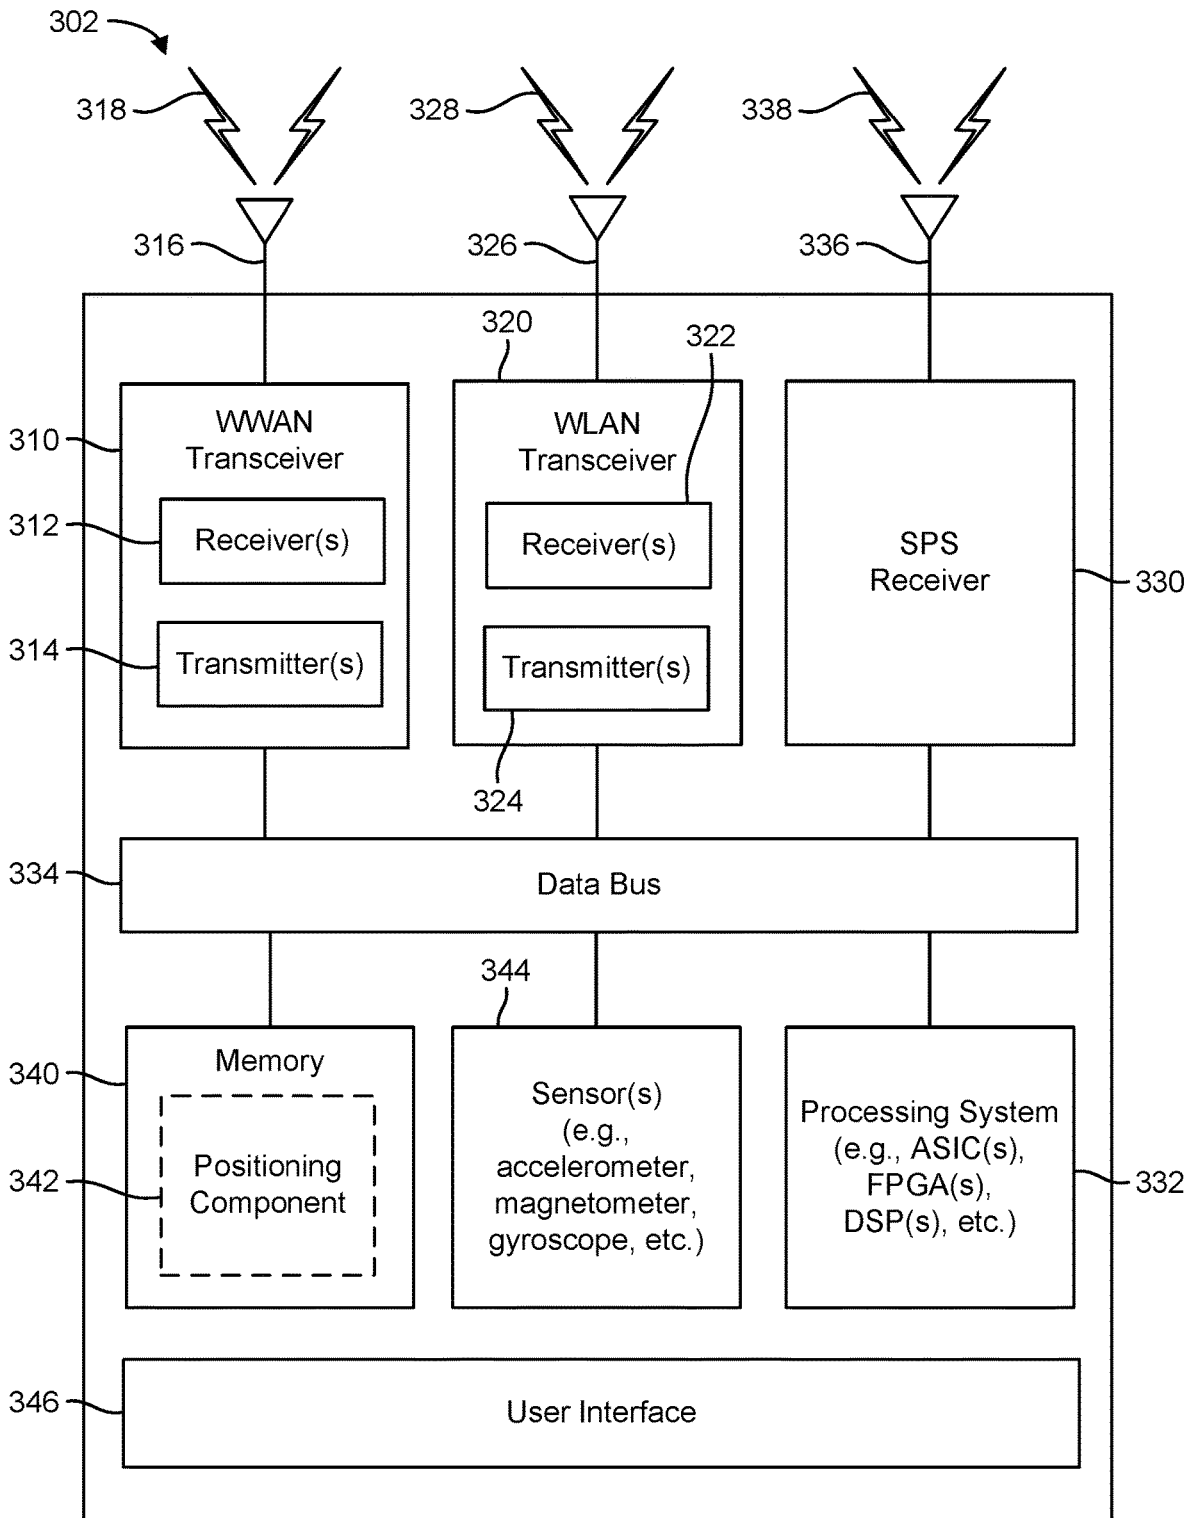 302
318
328
338
316
326
336
320
322
310
WWAN
Transceiver
WLAN
Transceiver
312
Receiver(s)
Receiver(s)
SPS
Receiver
330
314
Transmitter(s)
Transmitter(s)
324
334
Data Bus
344
340
Memory
342
Positioning
Component
Sensor(s)
(e.g.,
accelerometer,
magnetometer,
gyroscope, etc.)
Processing System
(e.g., ASIC(s),
FPGA(s),
DSP(s), etc.)
332
346
User Interface